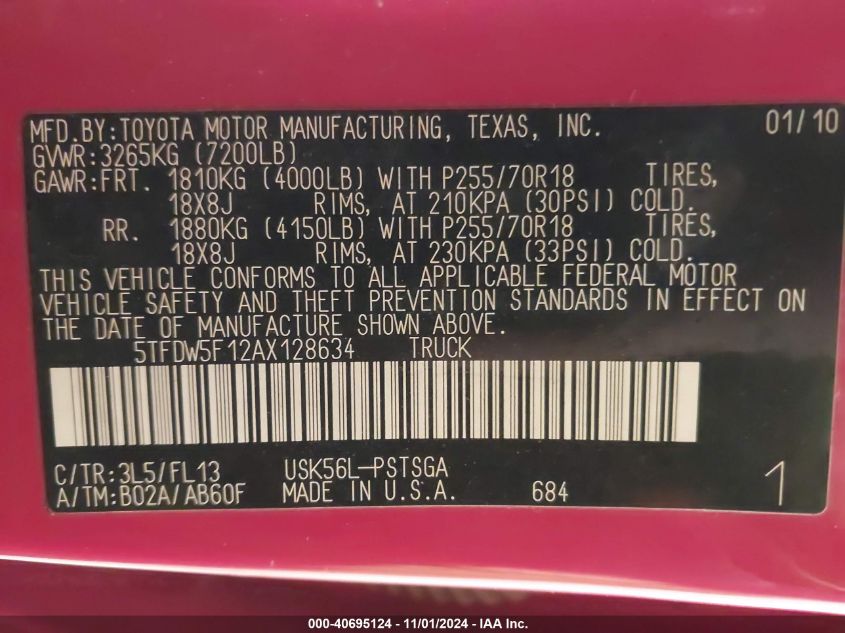 MFD.BY:TOYOTA MOTOR MANUFACTURING, TEXAS, INC. 01/10
GVWR:3265KG (7200LB)
GAWR:FRT. 1810KG (4000LB) WITH P255/70R18 TIRES,
18X8J RIMS, AT 210KPA (30PSI) COLD.
RR. 1880KG (4150LB) WITH P255/70R18 TIRES,
18X8J RIMS, AT 230KPA (33PSI) COLD.
THIS VEHICLE CONFORMS TO ALL APPLICABLE FEDERAL MOTOR
VEHICLE SAFETY AND THEFT PREVENTION STANDARDS IN EFFECT ON
THE DATE OF MANUFACTURE SHOWN ABOVE.
5TFDW5F12AX128634 TRUCK
C/TR:3L5/FL13 USK56L-PSTSGA
A/TM:B02A/AB60F MADE IN U.S.A. 684 1
000-40695124 - 11/01/2024 - IAA Inc.